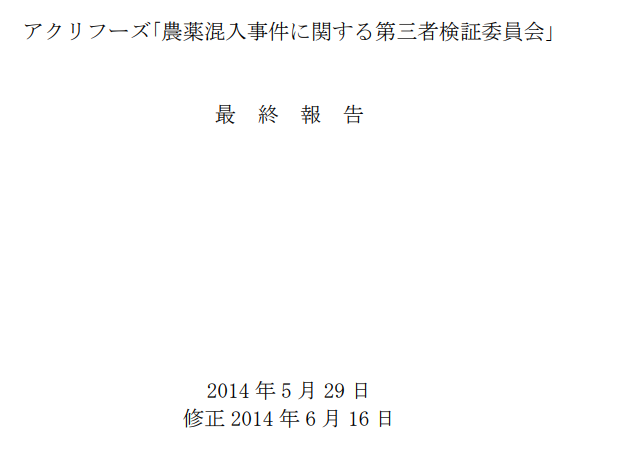 アクリフーズ「農薬混入事件に関する第三者検証委員会」
最 終 報 告
2014 年 5 月 29 日
修正 2014 年 6 月 16 日